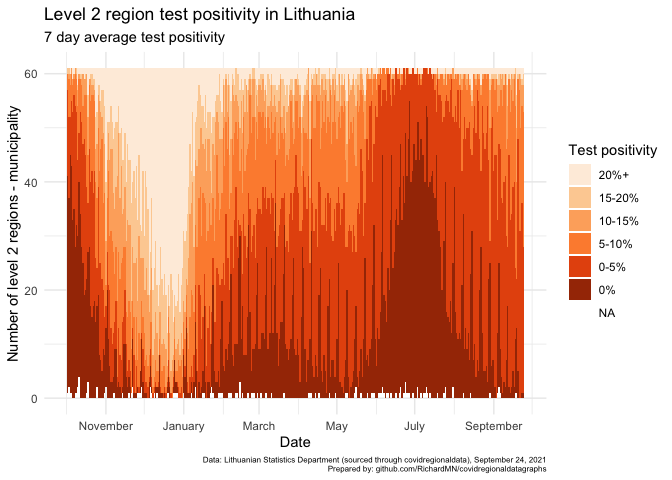 Level 2 region test positivity in Lithuania
7 day average test positivity
Number of level 2 regions - municipality
60
40
20
0
November January March May July September
Date
Test positivity
20%+
15-20%
10-15%
5-10%
0-5%
0%
NA
Data: Lithuanian Statistics Department (sourced through covidregionaldata), September 24, 2021
Prepared by: github.com/RichardMN/covidregionaldatagraphs